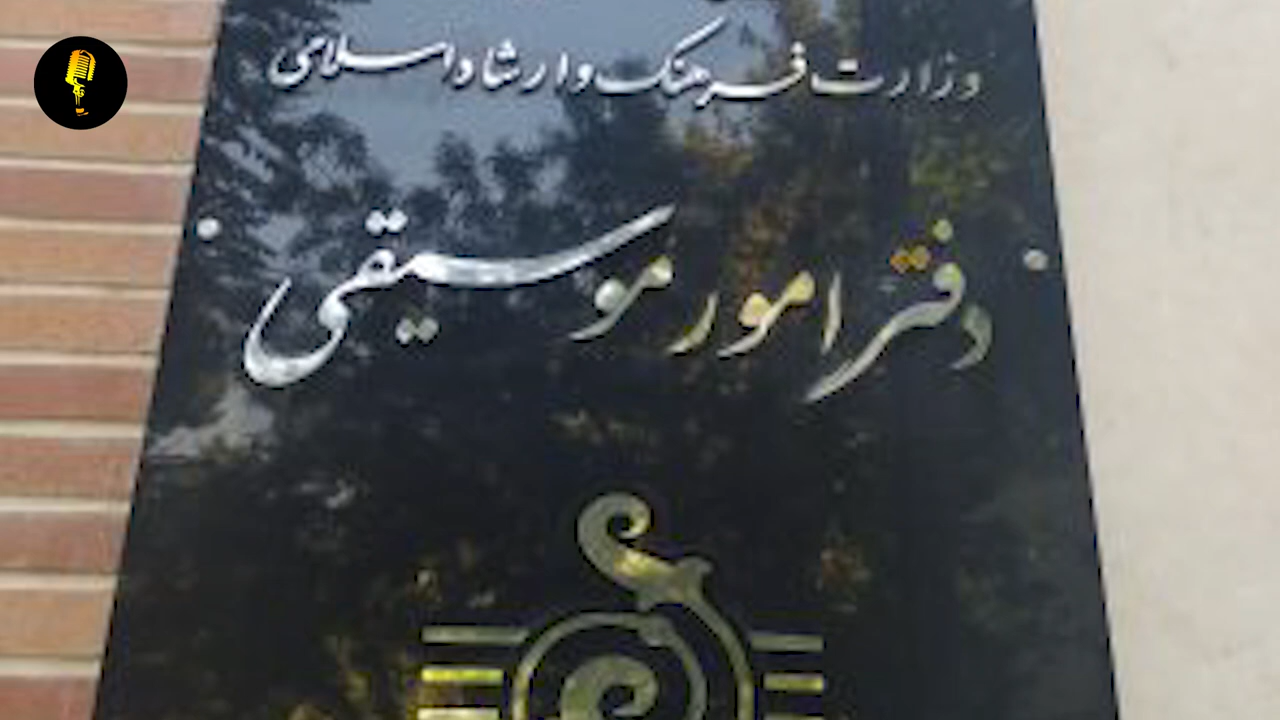 وزارت فرهنگ و ارشاد اسلامی
دفتر امور موسیقی